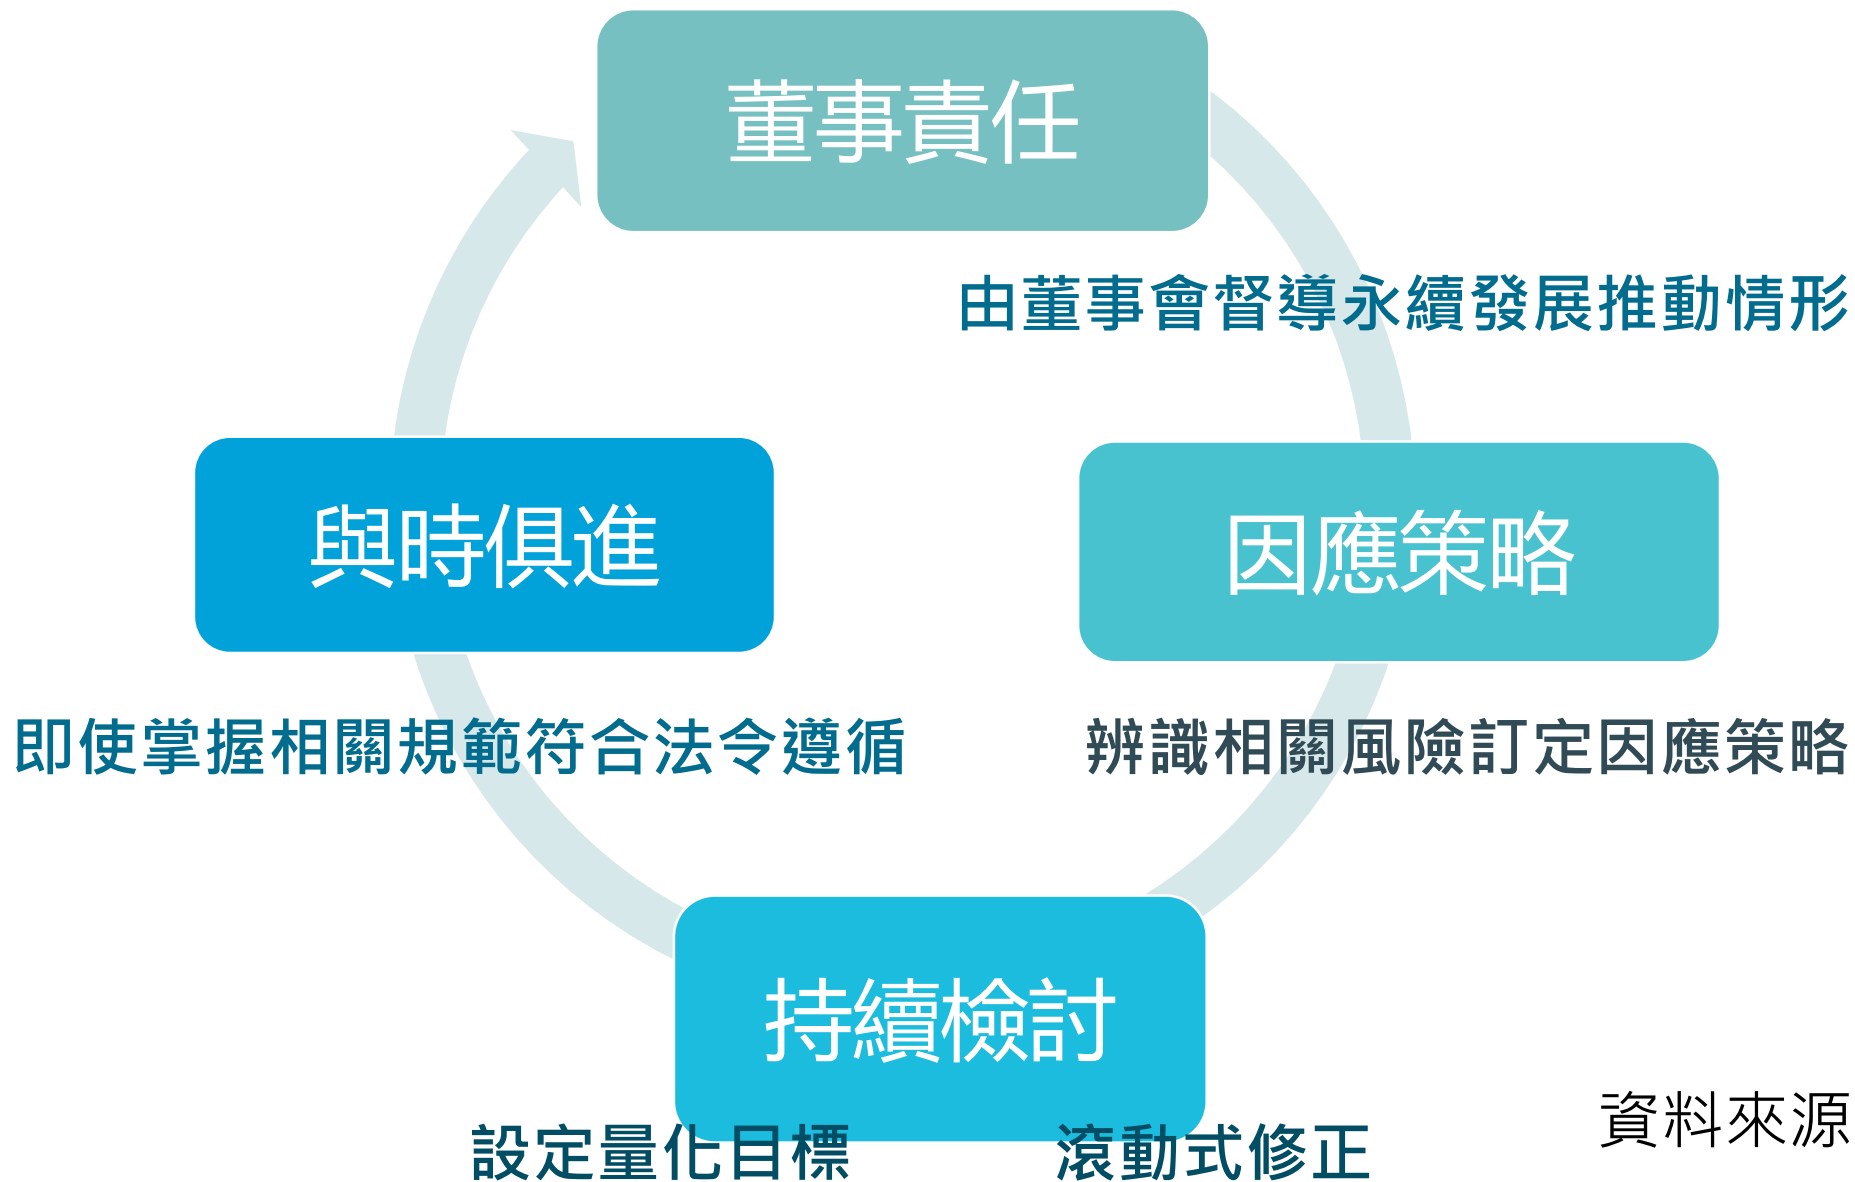 董事責任
由董事會督導永續發展推動情形
與時俱進
因應策略
即使掌握相關規範符合法令遵循
辨識相關風險訂定因應策略
持續檢討
設定量化目標
滾動式修正
資料來源